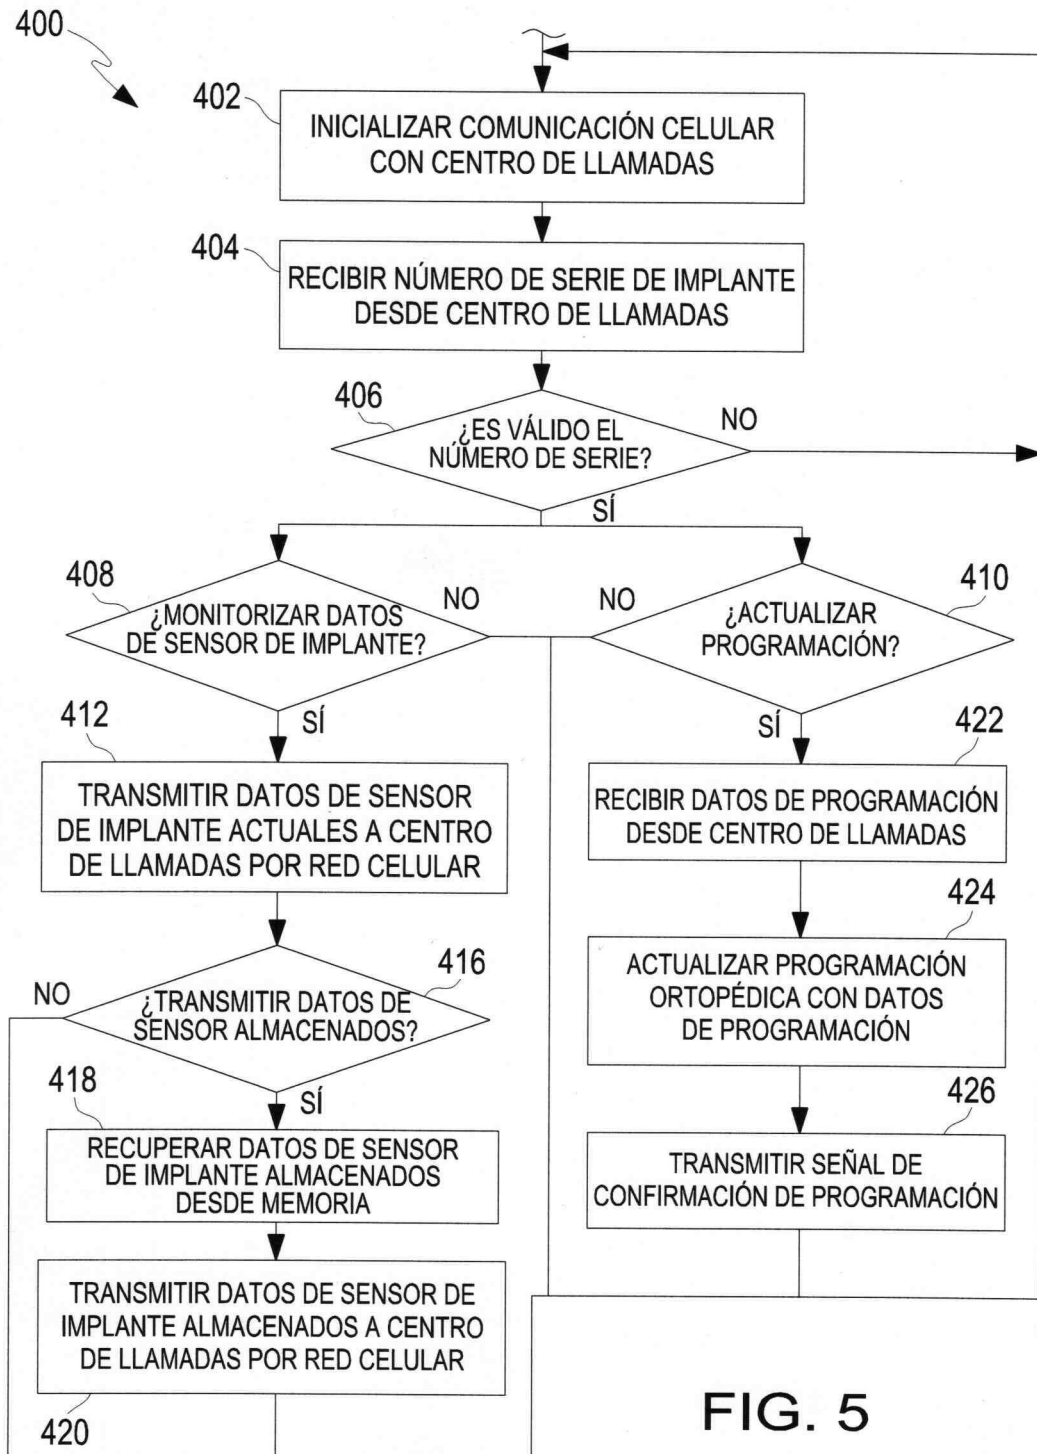 400
402
INICIALIZAR COMUNICACIÓN CELULAR
CON CENTRO DE LLAMADAS
404
RECIBIR NÚMERO DE SERIE DE IMPLANTE
DESDE CENTRO DE LLAMADAS
406
¿ES VÁLIDO EL
NÚMERO DE SERIE?
NO
SÍ
408
¿MONITORIZAR DATOS
DE SENSOR DE IMPLANTE?
NO
SÍ
NO
410
¿ACTUALIZAR
PROGRAMACIÓN?
SÍ
412
TRANSMITIR DATOS DE SENSOR
DE IMPLANTE ACTUALES A CENTRO
DE LLAMADAS POR RED CELULAR
422
RECIBIR DATOS DE PROGRAMACIÓN
DESDE CENTRO DE LLAMADAS
416
NO
¿TRANSMITIR DATOS DE
SENSOR ALMACENADOS?
SÍ
424
ACTUALIZAR PROGRAMACIÓN
ORTOPÉDICA CON DATOS
DE PROGRAMACIÓN
418
RECUPERAR DATOS DE SENSOR
DE IMPLANTE ALMACENADOS
DESDE MEMORIA
426
TRANSMITIR SEÑAL DE
CONFIRMACIÓN DE PROGRAMACIÓN
TRANSMITIR DATOS DE SENSOR DE
IMPLANTE ALMACENADOS A CENTRO
DE LLAMADAS POR RED CELULAR
420
FIG. 5